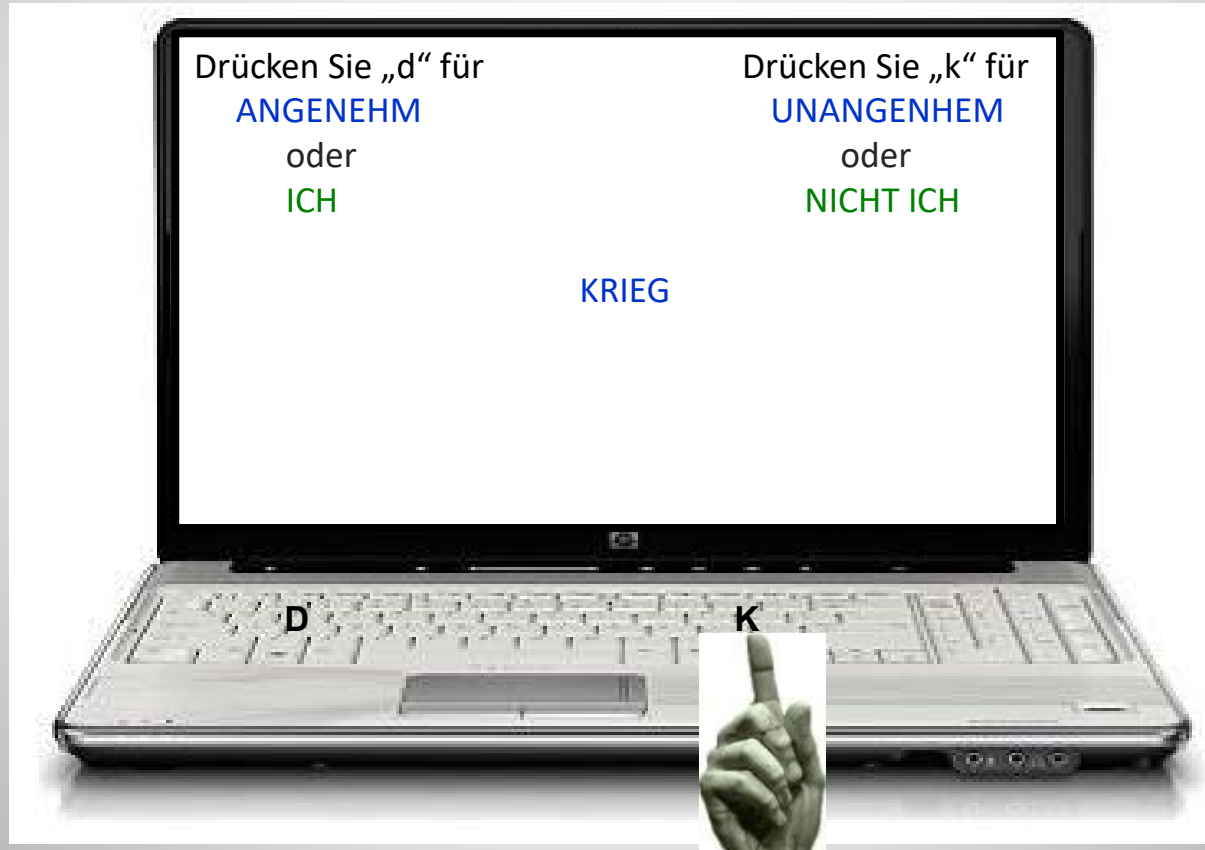 Drücken Sie „d“ für
ANGENEHM
oder
ICH
Drücken Sie „k“ für
UNANGENHEM
oder
NICHT ICH
KRIEG
D
K